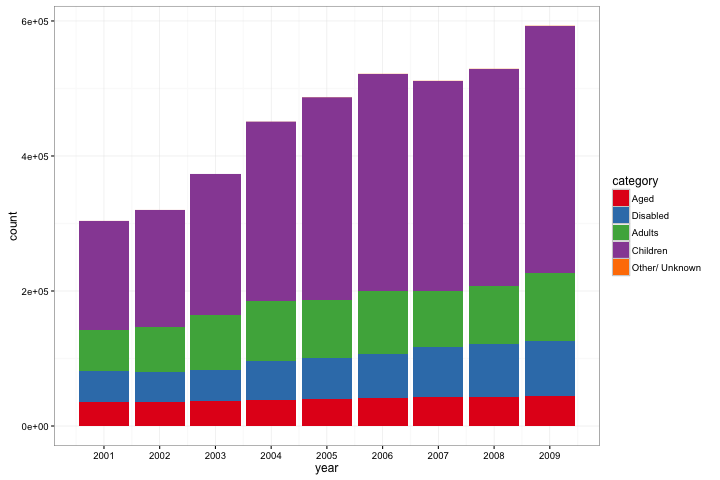 6e+05
4e+05
2e+05
0e+00
count
2001 2002 2003 2004 2005 2006 2007 2008 2009
year
category
Aged
Disabled
Adults
Children
Other/ Unknown